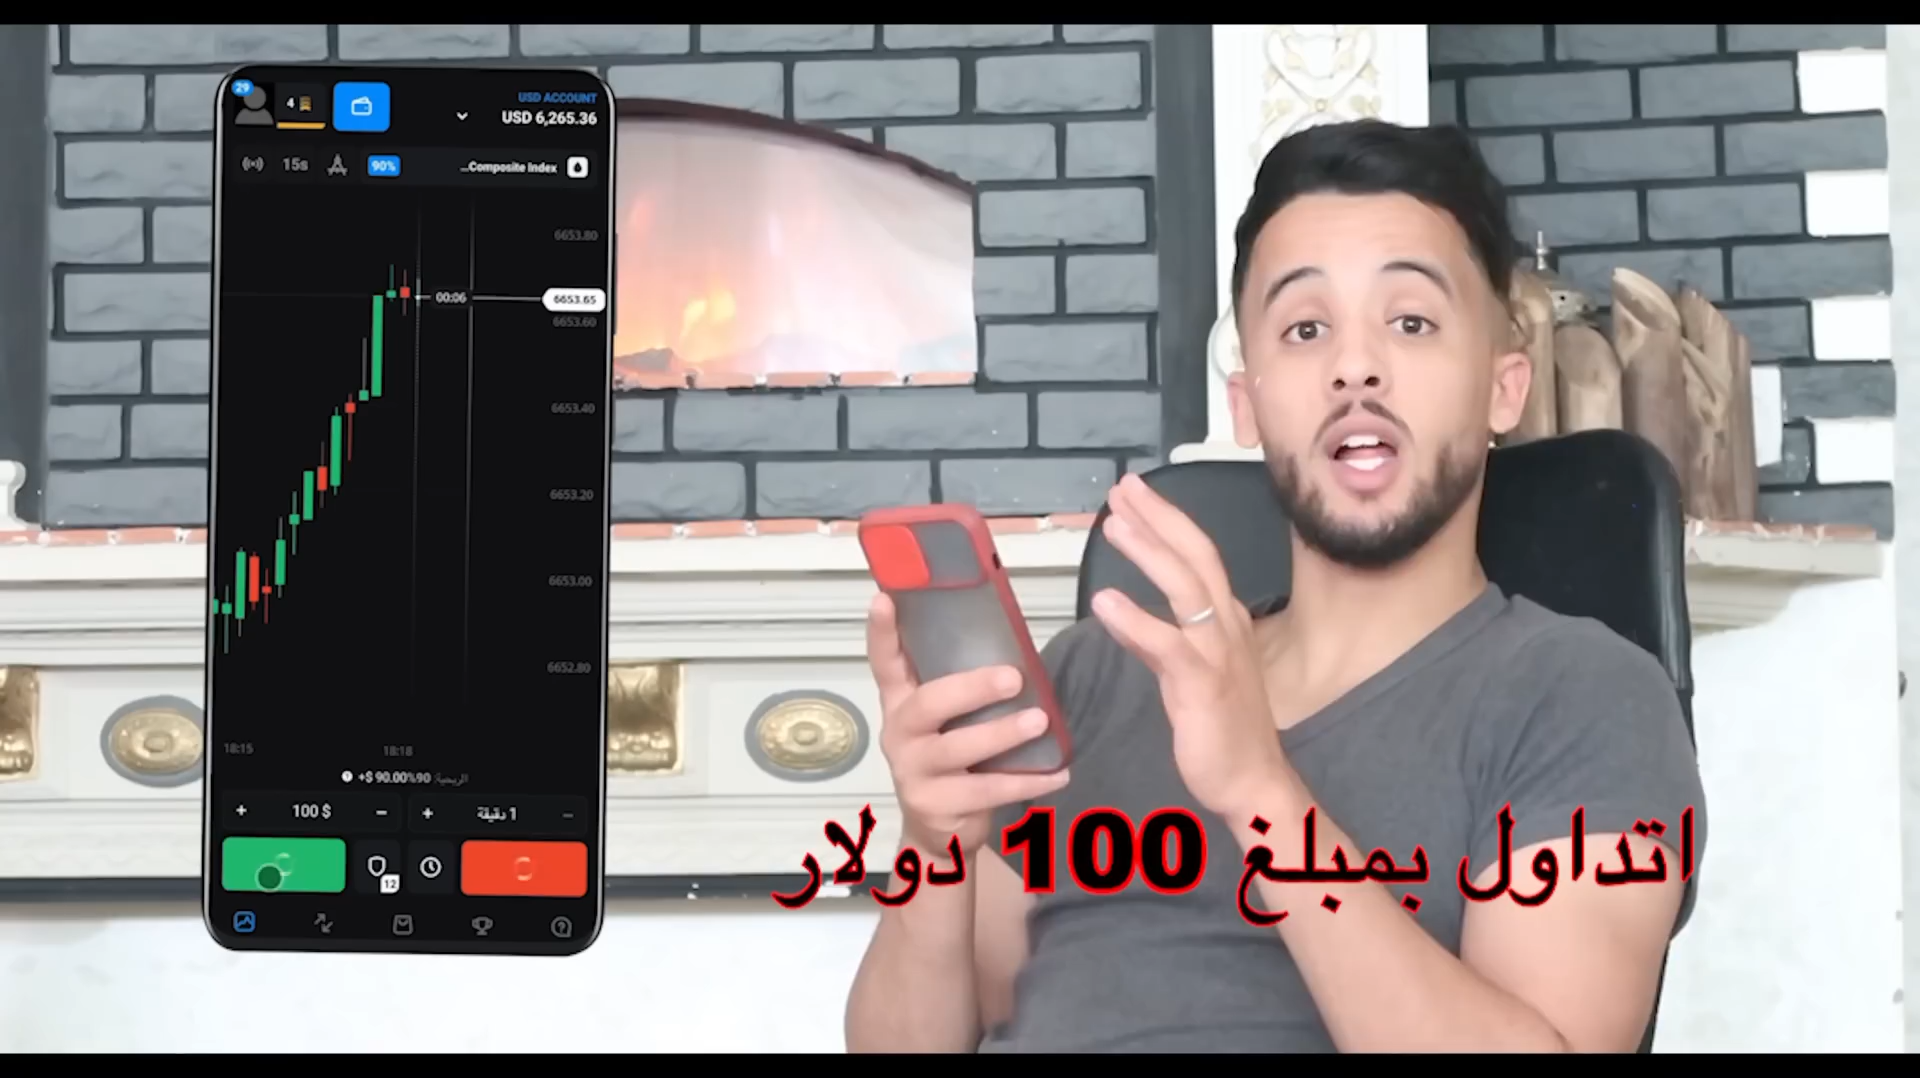 29
4
USD ACCOUNT
USD 6,265.36
15s
90%
...Composite Index
6653.80
00:06
6653.65
6653.60
6653.40
6653.20
6653.00
6652.80
18:15
18:18
الربحية: 90%90.00 $+
+ 100 $ −
+ 1 دقيقة −
12
اتداول بمبلغ 100 دولار